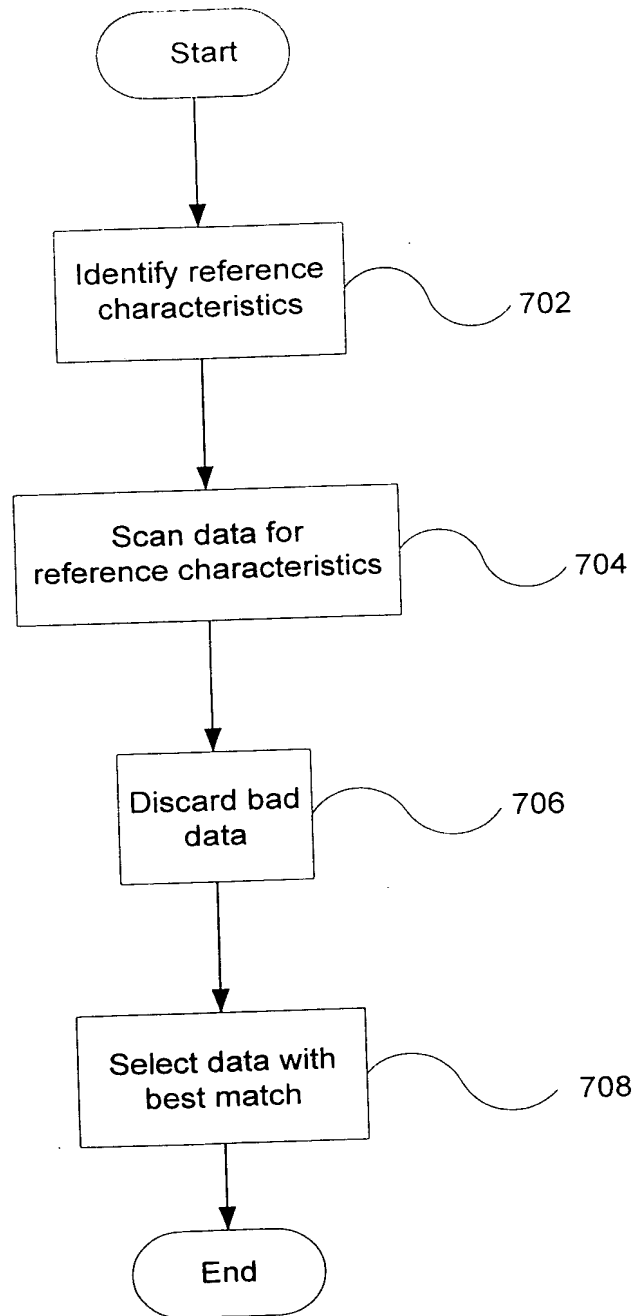 Start
Identify reference
characteristics
702
Scan data for
reference characteristics
704
Discard bad
data
706
Select data with
best match
708
End